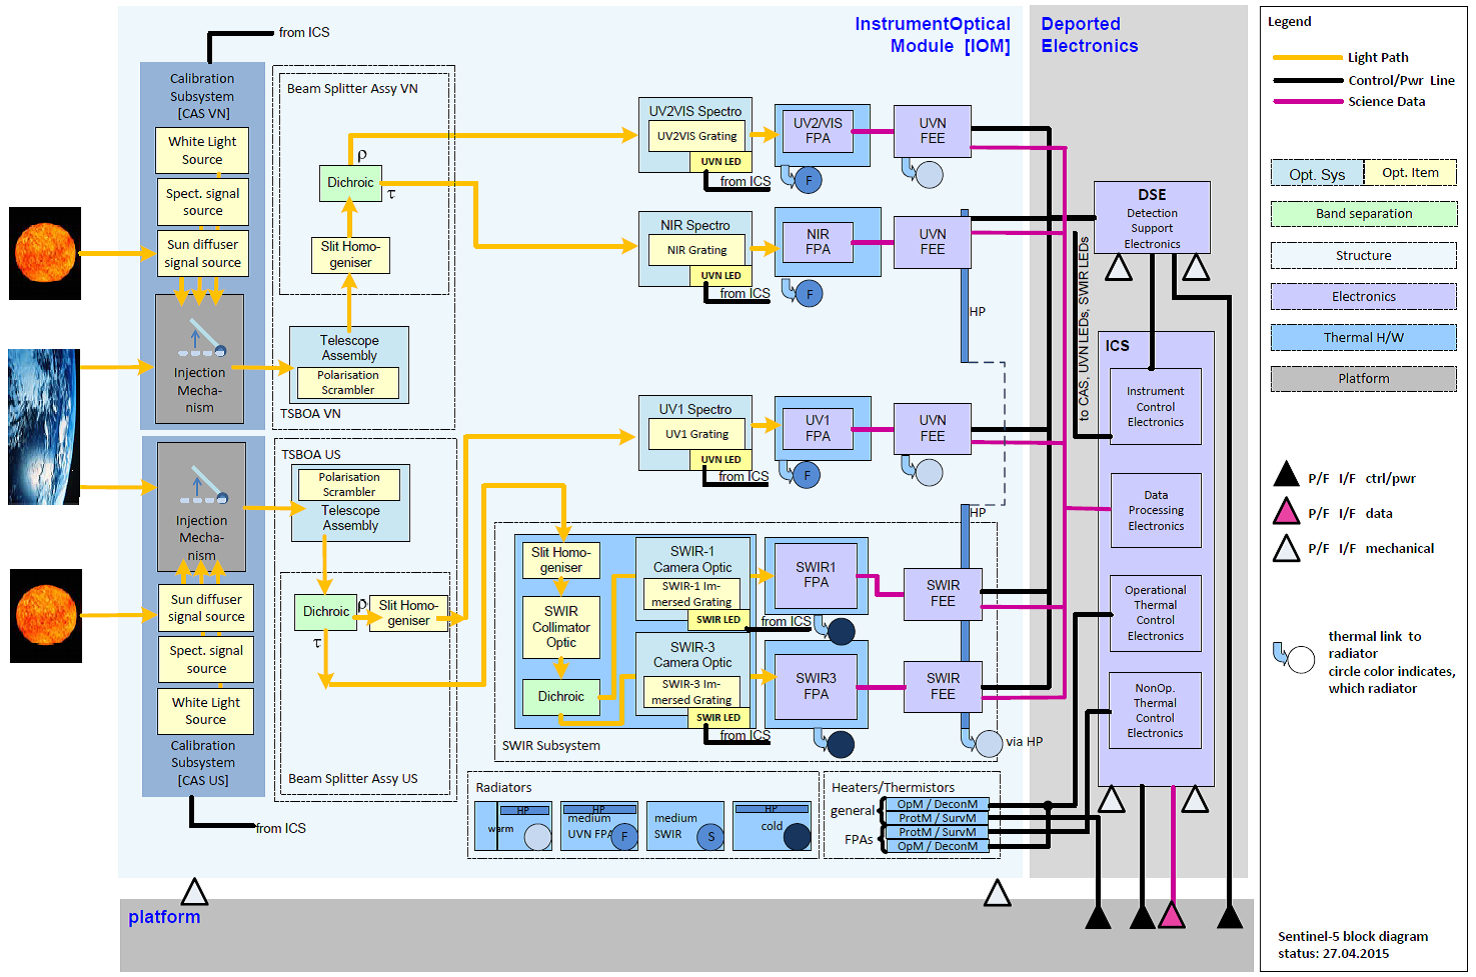 InstrumentOptical
Module [IOM]
Deported
Electronics
Legend
Light Path
Control/Pwr Line
Science Data
Opt. Sys
Opt. Item
Band separation
Structure
Electronics
Thermal H/W
Platform
P/F I/F ctrl/pwr
P/F I/F data
P/F I/F mechanical
thermal link to
radiator
circle color indicates,
which radiator
Sentinel-5 block diagram
status: 27.04.2015
from ICS
Calibration
Subsystem
[CAS VN]
White Light
Source
Spect. signal
source
Sun diffuser
signal source
Injection
Mecha-
nism
Beam Splitter Assy VN
ρ
Dichroic
τ
Slit Homo-
geniser
Telescope
Assembly
Polarisation
Scrambler
TSBOA VN
UV2VIS Spectro
UV2VIS Grating
UVN LED
from ICS
UV2/VIS
FPA
F
UVN
FEE
NIR Spectro
NIR Grating
UVN LED
from ICS
NIR
FPA
F
UVN
FEE
HP
UV1 Spectro
UV1 Grating
UVN LED
from ICS
UV1
FPA
F
UVN
FEE
HP
DSE
Detection
Support
Electronics
to CAS, UVN LEDs, SWIR LEDs
ICS
Instrument
Control
Electronics
Data
Processing
Electronics
Operational
Thermal
Control
Electronics
NonOp.
Thermal
Control
Electronics
Injection
Mecha-
nism
Sun diffuser
signal source
Spect. signal
source
White Light
Source
Calibration
Subsystem
[CAS US]
from ICS
TSBOA US
Polarisation
Scrambler
Telescope
Assembly
Dichroic
ρ
τ
Slit Homo-
geniser
Beam Splitter Assy US
Slit Homo-
geniser
SWIR
Collimator
Optic
Dichroic
SWIR Subsystem
SWIR-1
Camera Optic
SWIR-1 Im-
mersed Grating
SWIR LED
from ICS
SWIR1
FPA
SWIR
FEE
SWIR-3
Camera Optic
SWIR-3 Im-
mersed Grating
SWIR LED
from ICS
SWIR3
FPA
SWIR
FEE
via HP
Radiators
HP
warm
HP
medium
UVN FPA
F
medium
SWIR
S
HP
cold
Heaters/Thermistors
general
OpM / DeconM
ProtM / SurvM
FPAs
ProtM / SurvM
OpM / DeconM
platform